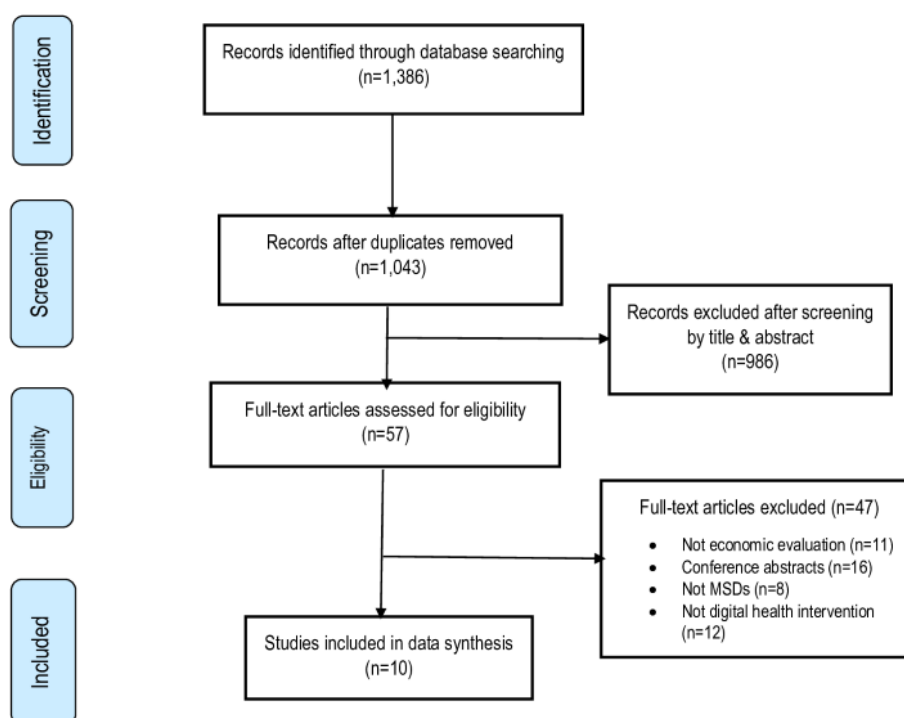 Identification
Records identified through database searching
(n=1,386)
Screening
Records after duplicates removed
(n=1,043)
Records excluded after screening
by title & abstract
(n=986)
Eligibility
Full-text articles assessed for eligibility
(n=57)
Full-text articles excluded (n=47)
• Not economic evaluation (n=11)
• Conference abstracts (n=16)
• Not MSDs (n=8)
• Not digital health intervention
(n=12)
Included
Studies included in data synthesis
(n=10)